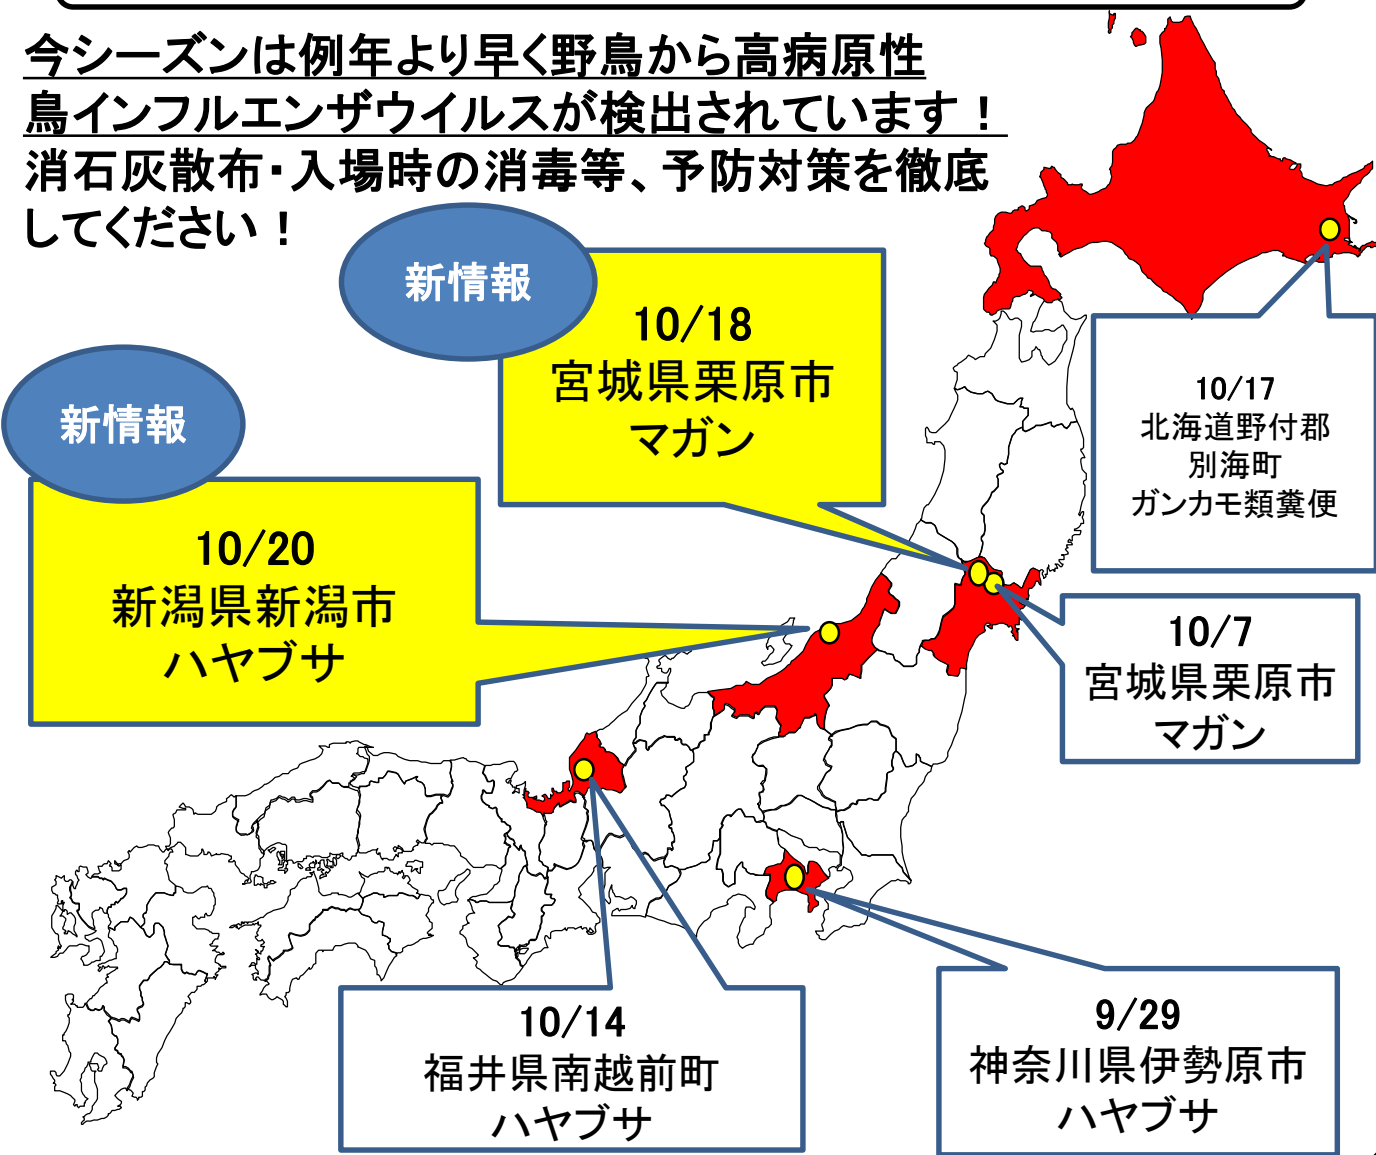 今シーズンは例年より早く野鳥から高病原性
鳥インフルエンザウイルスが検出されています！
消石灰散布・入場時の消毒等、予防対策を徹底
してください！
新情報
10/18
宮城県栗原市
マガン
新情報
10/20
新潟県新潟市
ハヤブサ
10/17
北海道野付郡
別海町
ガンカモ類糞便
10/7
宮城県栗原市
マガン
10/14
福井県南越前町
ハヤブサ
9/29
神奈川県伊勢原市
ハヤブサ